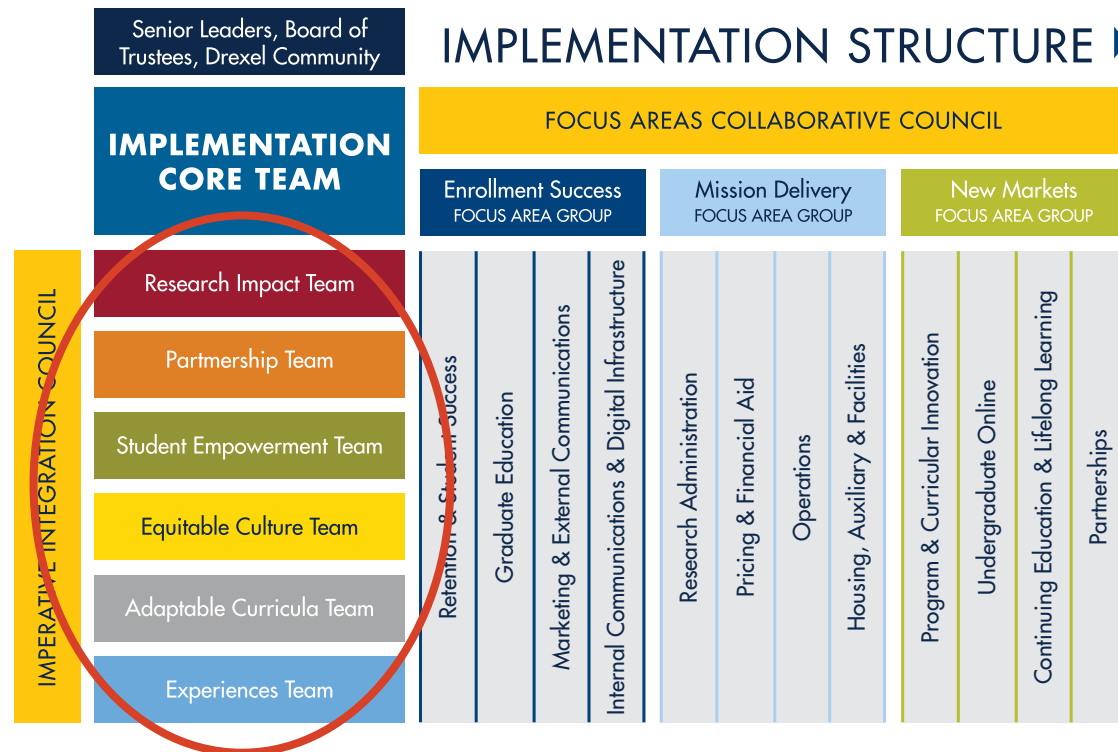 Senior Leaders, Board of
Trustees, Drexel Community
IMPLEMENTATION STRUCTURE
IMPLEMENTATION
CORE TEAM
FOCUS AREAS COLLABORATIVE COUNCIL
Enrollment Success
FOCUS AREA GROUP
Mission Delivery
FOCUS AREA GROUP
New Markets
FOCUS AREA GROUP
IMPERATIVE INTEGRATION COUNCIL
Research Impact Team
Partmership Team
Student Empowerment Team
Equitable Culture Team
Adaptable Curricula Team
Experiences Team
Retention & Student Success
Graduate Education
Marketing & External Communications
Internal Communications & Digital Infrastructure
Research Administration
Pricing & Financial Aid
Operations
Housing, Auxiliary & Facilities
Program & Curricular Innovation
Undergraduate Online
Continuing Education & Lifelong Learning
Partnerships